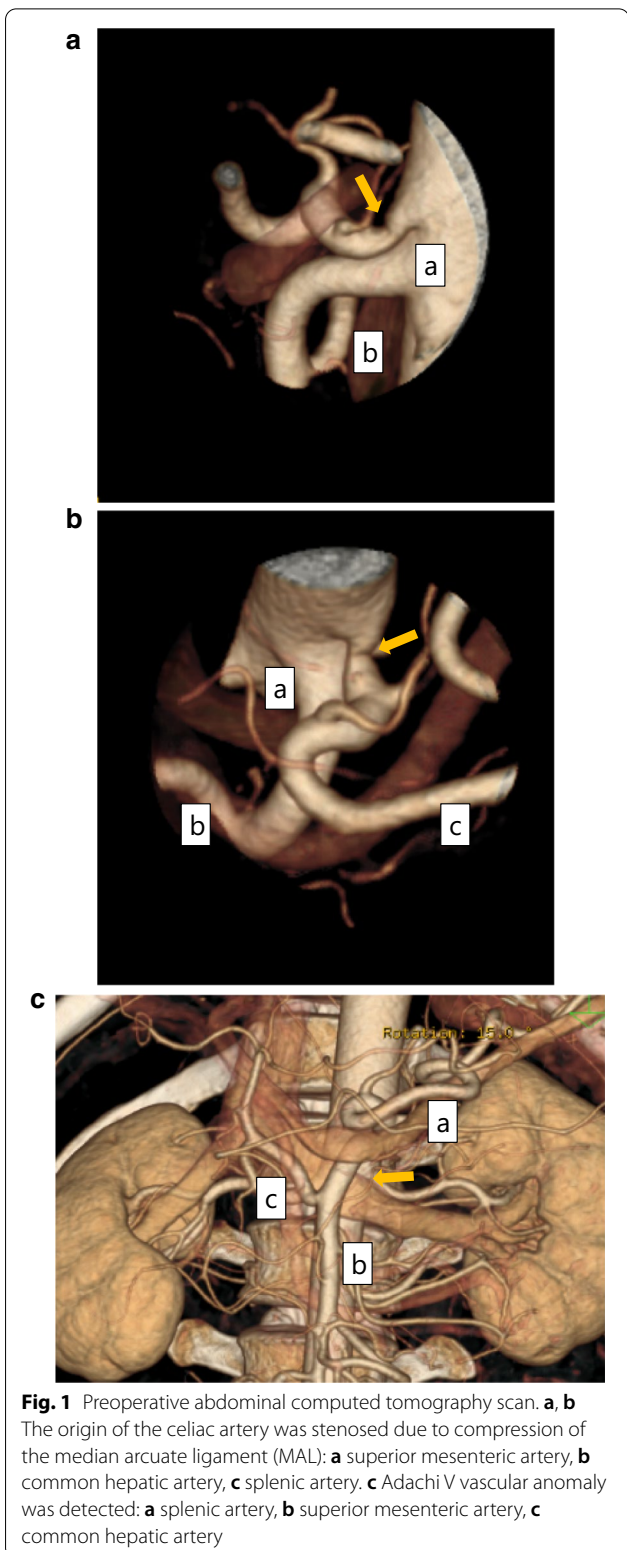 a
a
b
b
a
b
c
c
Rotation: 15.0 °
a
c
b
Fig. 1 Preoperative abdominal computed tomography scan. a, b
The origin of the celiac artery was stenosed due to compression of
the median arcuate ligament (MAL): a superior mesenteric artery, b
common hepatic artery, c splenic artery. c Adachi V vascular anomaly
was detected: a splenic artery, b superior mesenteric artery, c
common hepatic artery